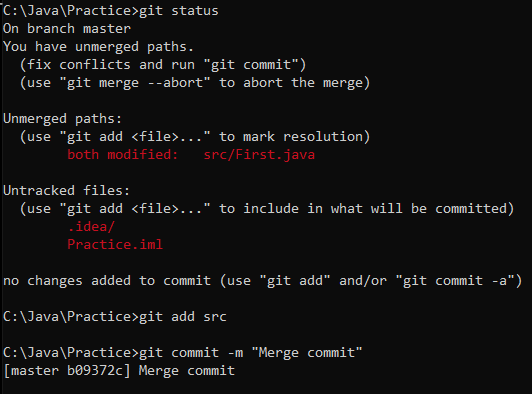 C:\Java\Practice>git status
On branch master
You have unmerged paths.
  (fix conflicts and run "git commit")
  (use "git merge --abort" to abort the merge)

Unmerged paths:
  (use "git add <file>..." to mark resolution)
        both modified:   src/First.java

Untracked files:
  (use "git add <file>..." to include in what will be committed)
        .idea/
        Practice.iml

no changes added to commit (use "git add" and/or "git commit -a")

C:\Java\Practice>git add src

C:\Java\Practice>git commit -m "Merge commit"
[master b09372c] Merge commit